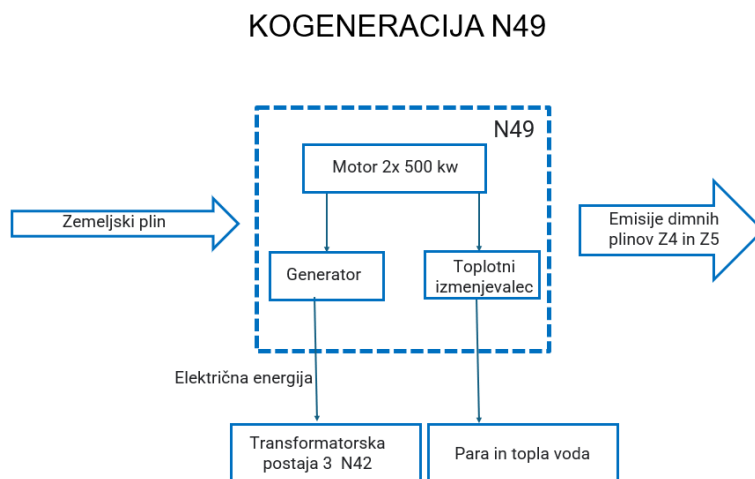 KOGENERACIJA N49
N49
Motor 2x 500 kw
Zemeljski plin
Emisije dimnih
plinov Z4 in Z5
Generator
Toplotni
izmenjevalec
Električna energija
Transformatorska
postaja 3  N42
Para in topla voda